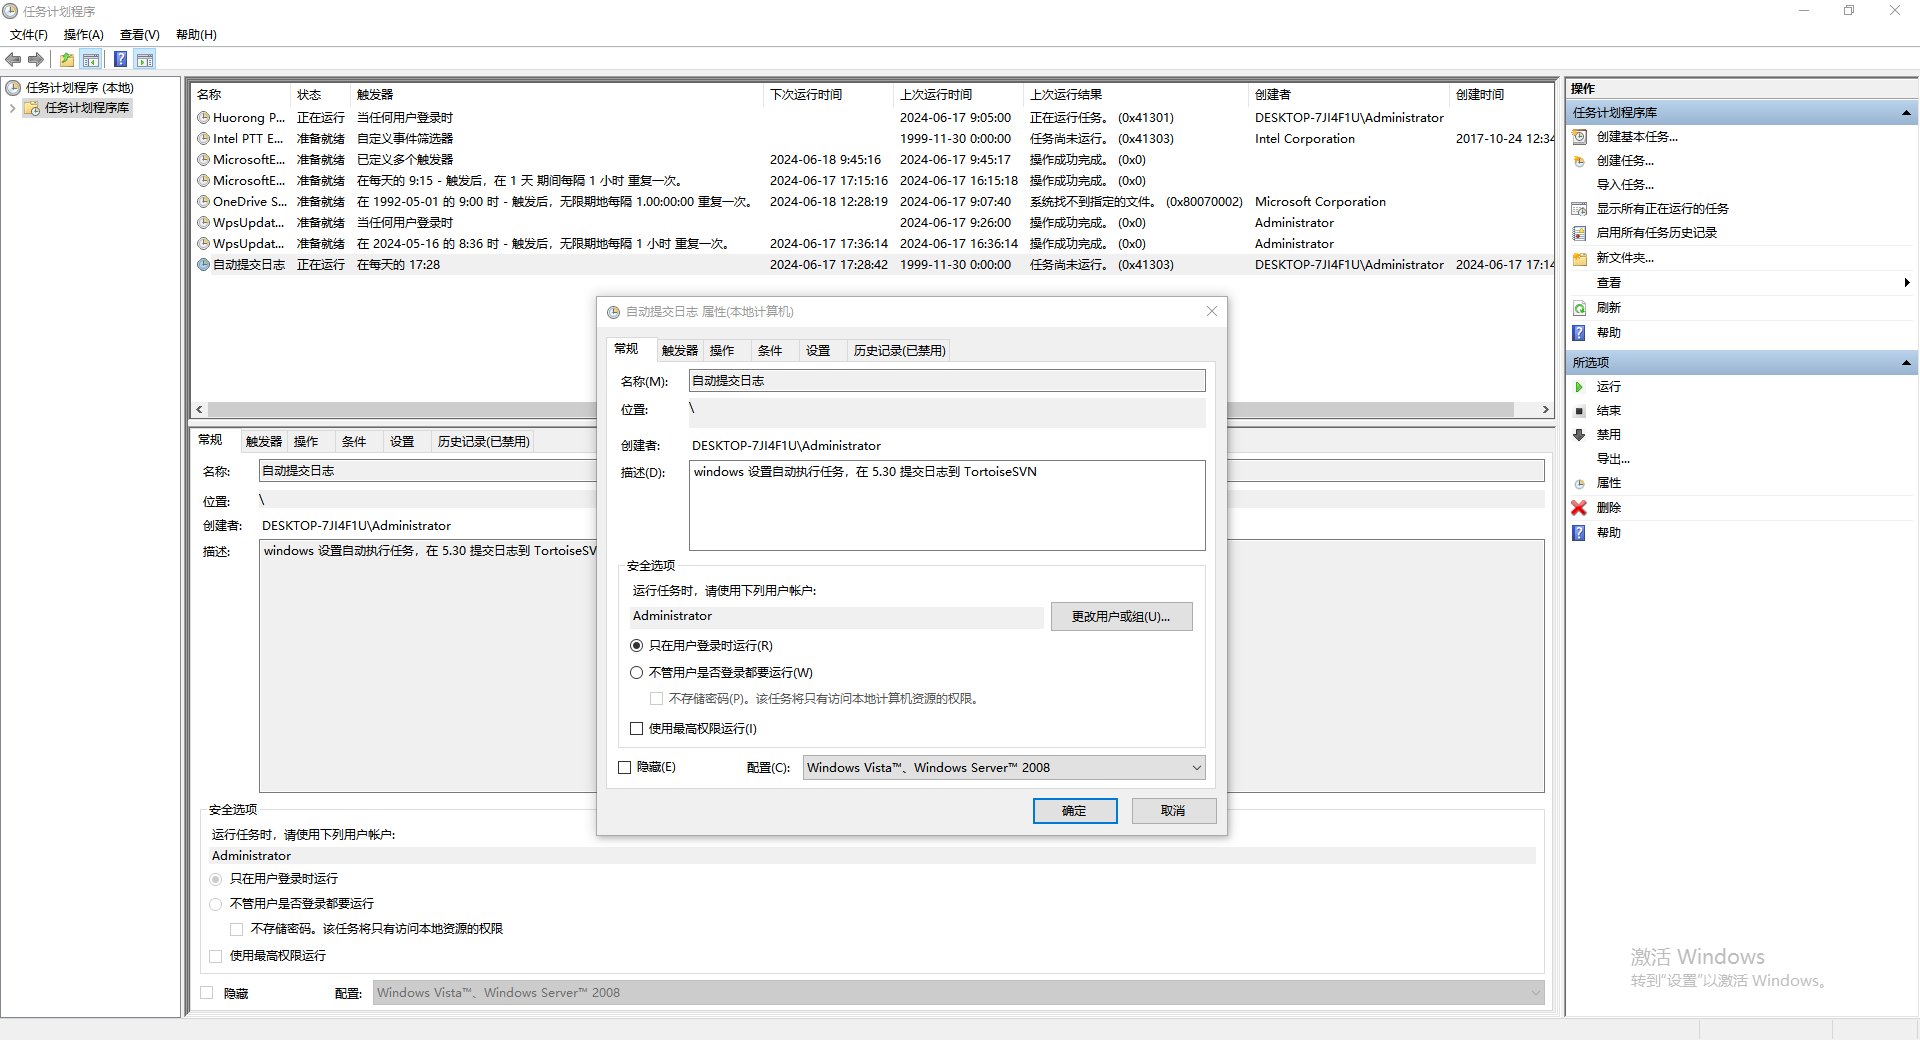 任务计划程序
文件(F) 操作(A) 查看(V) 帮助(H)
任务计划程序 (本地)
任务计划程序库
名称 状态 触发器 下次运行时间 上次运行时间 上次运行结果 创建者 创建时间
Huorong P... 正在运行 当任何用户登录时 2024-06-17 9:05:00 正在运行任务。 (0x41301) DESKTOP-7JI4F1U\Administrator
Intel PTT E... 准备就绪 自定义事件筛选器 1999-11-30 0:00:00 任务尚未运行。 (0x41303) Intel Corporation 2017-10-24 12:34
MicrosoftE... 准备就绪 已定义多个触发器 2024-06-18 9:45:16 2024-06-17 9:45:17 操作成功完成。 (0x0)
MicrosoftE... 准备就绪 在每天的 9:15 - 触发后，在 1 天 期间每隔 1 小时 重复一次。 2024-06-17 17:15:16 2024-06-17 16:15:18 操作成功完成。 (0x0)
OneDrive S... 准备就绪 在 1992-05-01 的 9:00 时 - 触发后，无限期地每隔 1.00:00:00 重复一次。 2024-06-18 12:28:19 2024-06-17 9:07:40 系统找不到指定的文件。 (0x80070002) Microsoft Corporation
WpsUpdat... 准备就绪 当任何用户登录时 2024-06-17 9:26:00 操作成功完成。 (0x0) Administrator
WpsUpdat... 准备就绪 在 2024-05-16 的 8:36 时 - 触发后，无限期地每隔 1 小时 重复一次。 2024-06-17 17:36:14 2024-06-17 16:36:14 操作成功完成。 (0x0) Administrator
自动提交日志 正在运行 在每天的 17:28 2024-06-17 17:28:42 1999-11-30 0:00:00 任务尚未运行。 (0x41303) DESKTOP-7JI4F1U\Administrator 2024-06-17 17:14
常规 触发器 操作 条件 设置 历史记录(已禁用)
名称: 自动提交日志
位置: \
创建者: DESKTOP-7JI4F1U\Administrator
描述: windows 设置自动执行任务，在 5.30 提交日志到 TortoiseSV
安全选项
运行任务时，请使用下列用户帐户:
Administrator
只在用户登录时运行
不管用户是否登录都要运行
不存储密码。该任务将只有访问本地资源的权限
使用最高权限运行
隐藏 配置: Windows Vista™、Windows Server™ 2008
自动提交日志 属性(本地计算机)
常规 触发器 操作 条件 设置 历史记录(已禁用)
名称(M): 自动提交日志
位置: \
创建者: DESKTOP-7JI4F1U\Administrator
描述(D): windows 设置自动执行任务，在 5.30 提交日志到 TortoiseSVN
安全选项
运行任务时，请使用下列用户帐户:
Administrator 更改用户或组(U)...
只在用户登录时运行(R)
不管用户是否登录都要运行(W)
不存储密码(P)。该任务将只有访问本地计算机资源的权限。
使用最高权限运行(I)
隐藏(E) 配置(C): Windows Vista™、Windows Server™ 2008
确定 取消
操作
任务计划程序库
创建基本任务...
创建任务...
导入任务...
显示所有正在运行的任务
启用所有任务历史记录
新文件夹...
查看
刷新
帮助
所选项
运行
结束
禁用
导出...
属性
删除
帮助
激活 Windows
转到“设置”以激活 Windows。